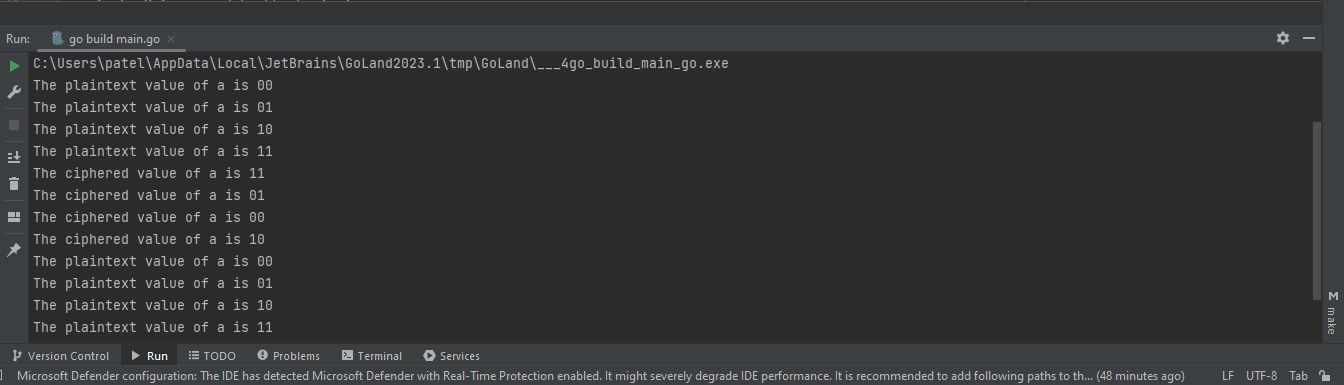 Run: go build main.go
C:\Users\patel\AppData\Local\JetBrains\GoLand2023.1\tmp\GoLand\___4go_build_main_go.exe
The plaintext value of a is 00
The plaintext value of a is 01
The plaintext value of a is 10
The plaintext value of a is 11
The ciphered value of a is 11
The ciphered value of a is 01
The ciphered value of a is 00
The ciphered value of a is 10
The plaintext value of a is 00
The plaintext value of a is 01
The plaintext value of a is 10
The plaintext value of a is 11
M make
Version Control Run TODO Problems Terminal Services
Microsoft Defender configuration: The IDE has detected Microsoft Defender with Real-Time Protection enabled. It might severely degrade IDE performance. It is recommended to add following paths to th... (48 minutes ago) LF UTF-8 Tab